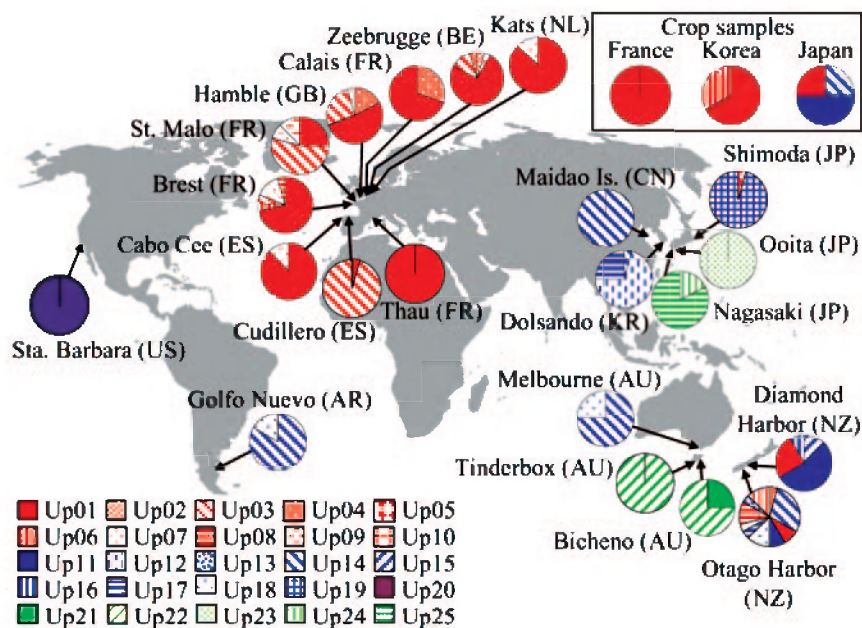 Kats (NL)
Zeebrugge (BE)
Calais (FR)
Hamble (GB)
St. Malo (FR)
Brest (FR)
Cabo Cee (ES)
Cudillero (ES)
Thau (FR)
Sta. Barbara (US)
Golfo Nuevo (AR)
Crop samples
France Korea Japan
Shimoda (JP)
Maidao Is. (CN)
Ooita (JP)
Nagasaki (JP)
Dolsando (KR)
Melbourne (AU)
Diamond
Harbor (NZ)
Tinderbox (AU)
Bicheno (AU)
Otago Harbor
(NZ)
Up01 Up02 Up03 Up04 Up05
Up06 Up07 Up08 Up09 Up10
Up11 Up12 Up13 Up14 Up15
Up16 Up17 Up18 Up19 Up20
Up21 Up22 Up23 Up24 Up25